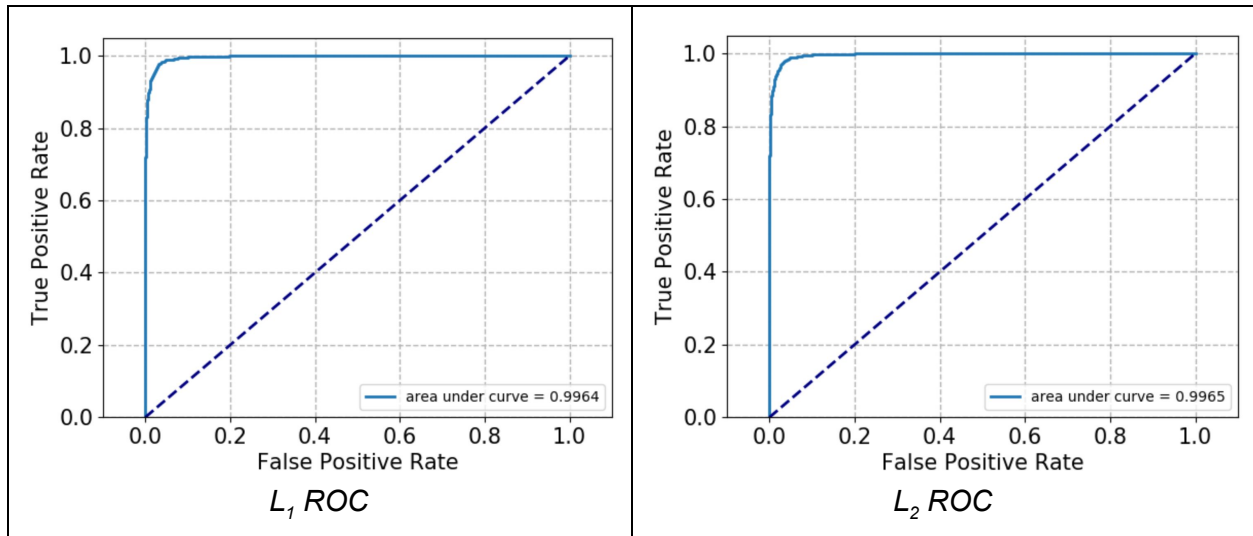 1.0
0.8
0.6
0.4
0.2
0.0
True Positive Rate
area under curve = 0.9964
0.0 0.2 0.4 0.6 0.8 1.0
False Positive Rate
L1 ROC
1.0
0.8
0.6
0.4
0.2
0.0
True Positive Rate
area under curve = 0.9965
0.0 0.2 0.4 0.6 0.8 1.0
False Positive Rate
L2 ROC